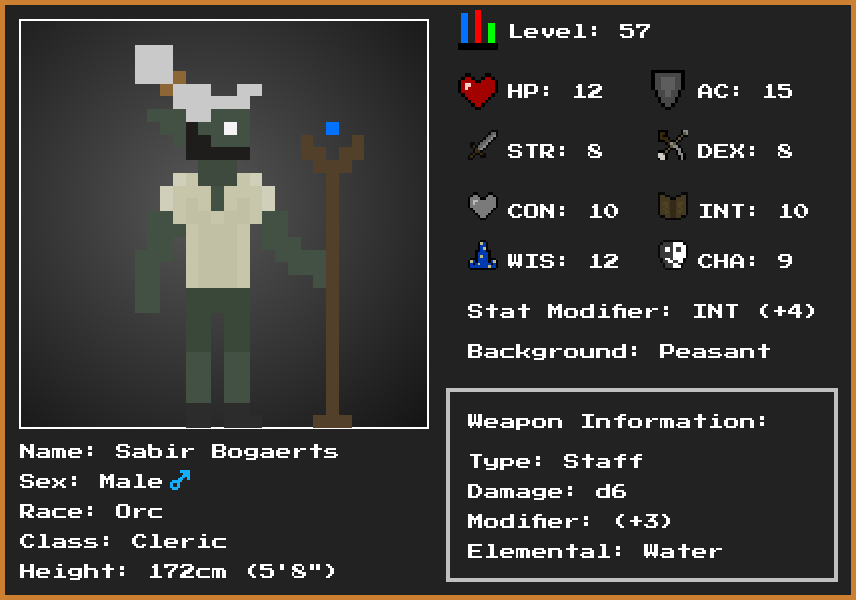 Level: 57
HP: 12
AC: 15
STR: 8
DEX: 8
CON: 10
INT: 10
WIS: 12
CHA: 9
Stat Modifier: INT (+4)
Background: Peasant
Weapon Information:
Type: Staff
Damage: d6
Modifier: (+3)
Elemental: Water
Name: Sabir Bogaerts
Sex: Male ♂
Race: Orc
Class: Cleric
Height: 172cm (5'8")